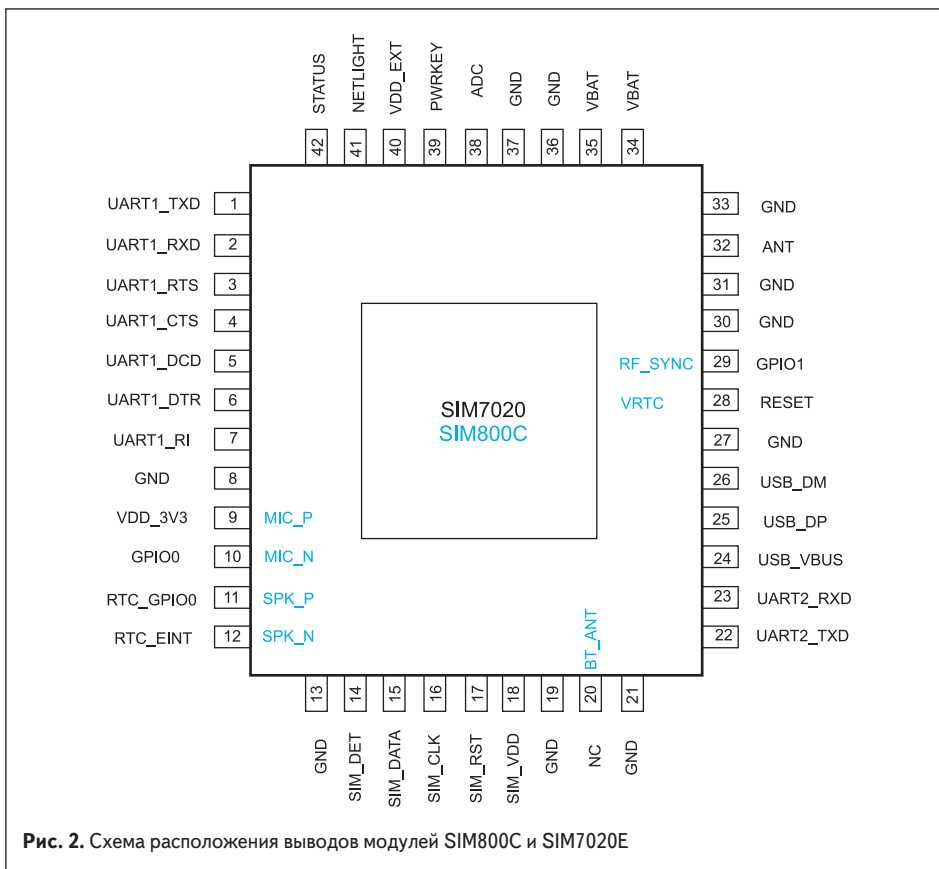 STATUS
NETLIGHT
VDD_EXT
PWRKEY
ADC
GND
GND
VBAT
VBAT
42
41
40
39
38
37
36
35
34
UART1_TXD 1
UART1_RXD 2
UART1_RTS 3
UART1_CTS 4
UART1_DCD 5
UART1_DTR 6
UART1_RI 7
GND 8
VDD_3V3 9 MIC_P
GPIO0 10 MIC_N
RTC_GPIO0 11 SPK_P
RTC_EINT 12 SPK_N
SIM7020
SIM800C
33 GND
32 ANT
31 GND
30 GND
RF_SYNC 29 GPIO1
VRTC 28 RESET
27 GND
26 USB_DM
25 USB_DP
24 USB_VBUS
23 UART2_RXD
22 UART2_TXD
BT_ANT
13
14
15
16
17
18
19
20
21
GND
SIM_DET
SIM_DATA
SIM_CLK
SIM_RST
SIM_VDD
GND
NC
GND
Рис. 2. Схема расположения выводов модулей SIM800C и SIM7020E